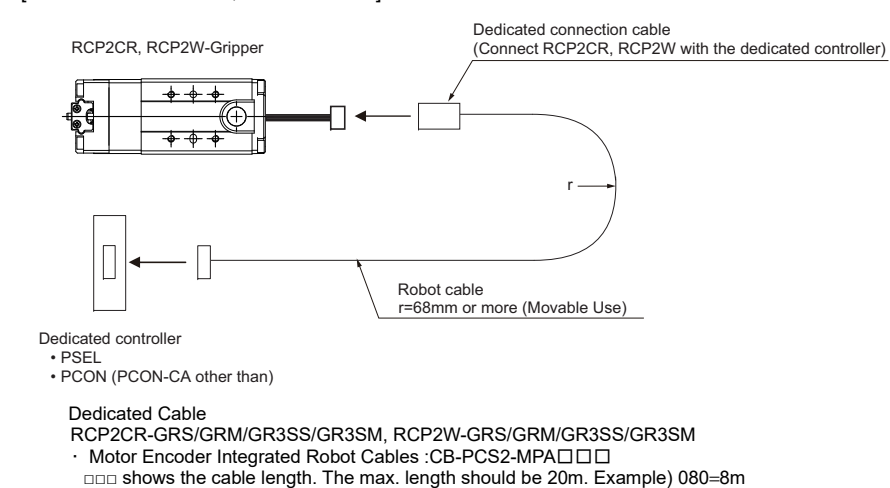 RCP2CR, RCP2W-Gripper
Dedicated connection cable
(Connect RCP2CR, RCP2W with the dedicated controller)
r
Robot cable
r=68mm or more (Movable Use)
Dedicated controller
• PSEL
• PCON (PCON-CA other than)
Dedicated Cable
RCP2CR-GRS/GRM/GR3SS/GR3SM, RCP2W-GRS/GRM/GR3SS/GR3SM
· Motor Encoder Integrated Robot Cables :CB-PCS2-MPA□□□
□□□ shows the cable length. The max. length should be 20m. Example) 080=8m